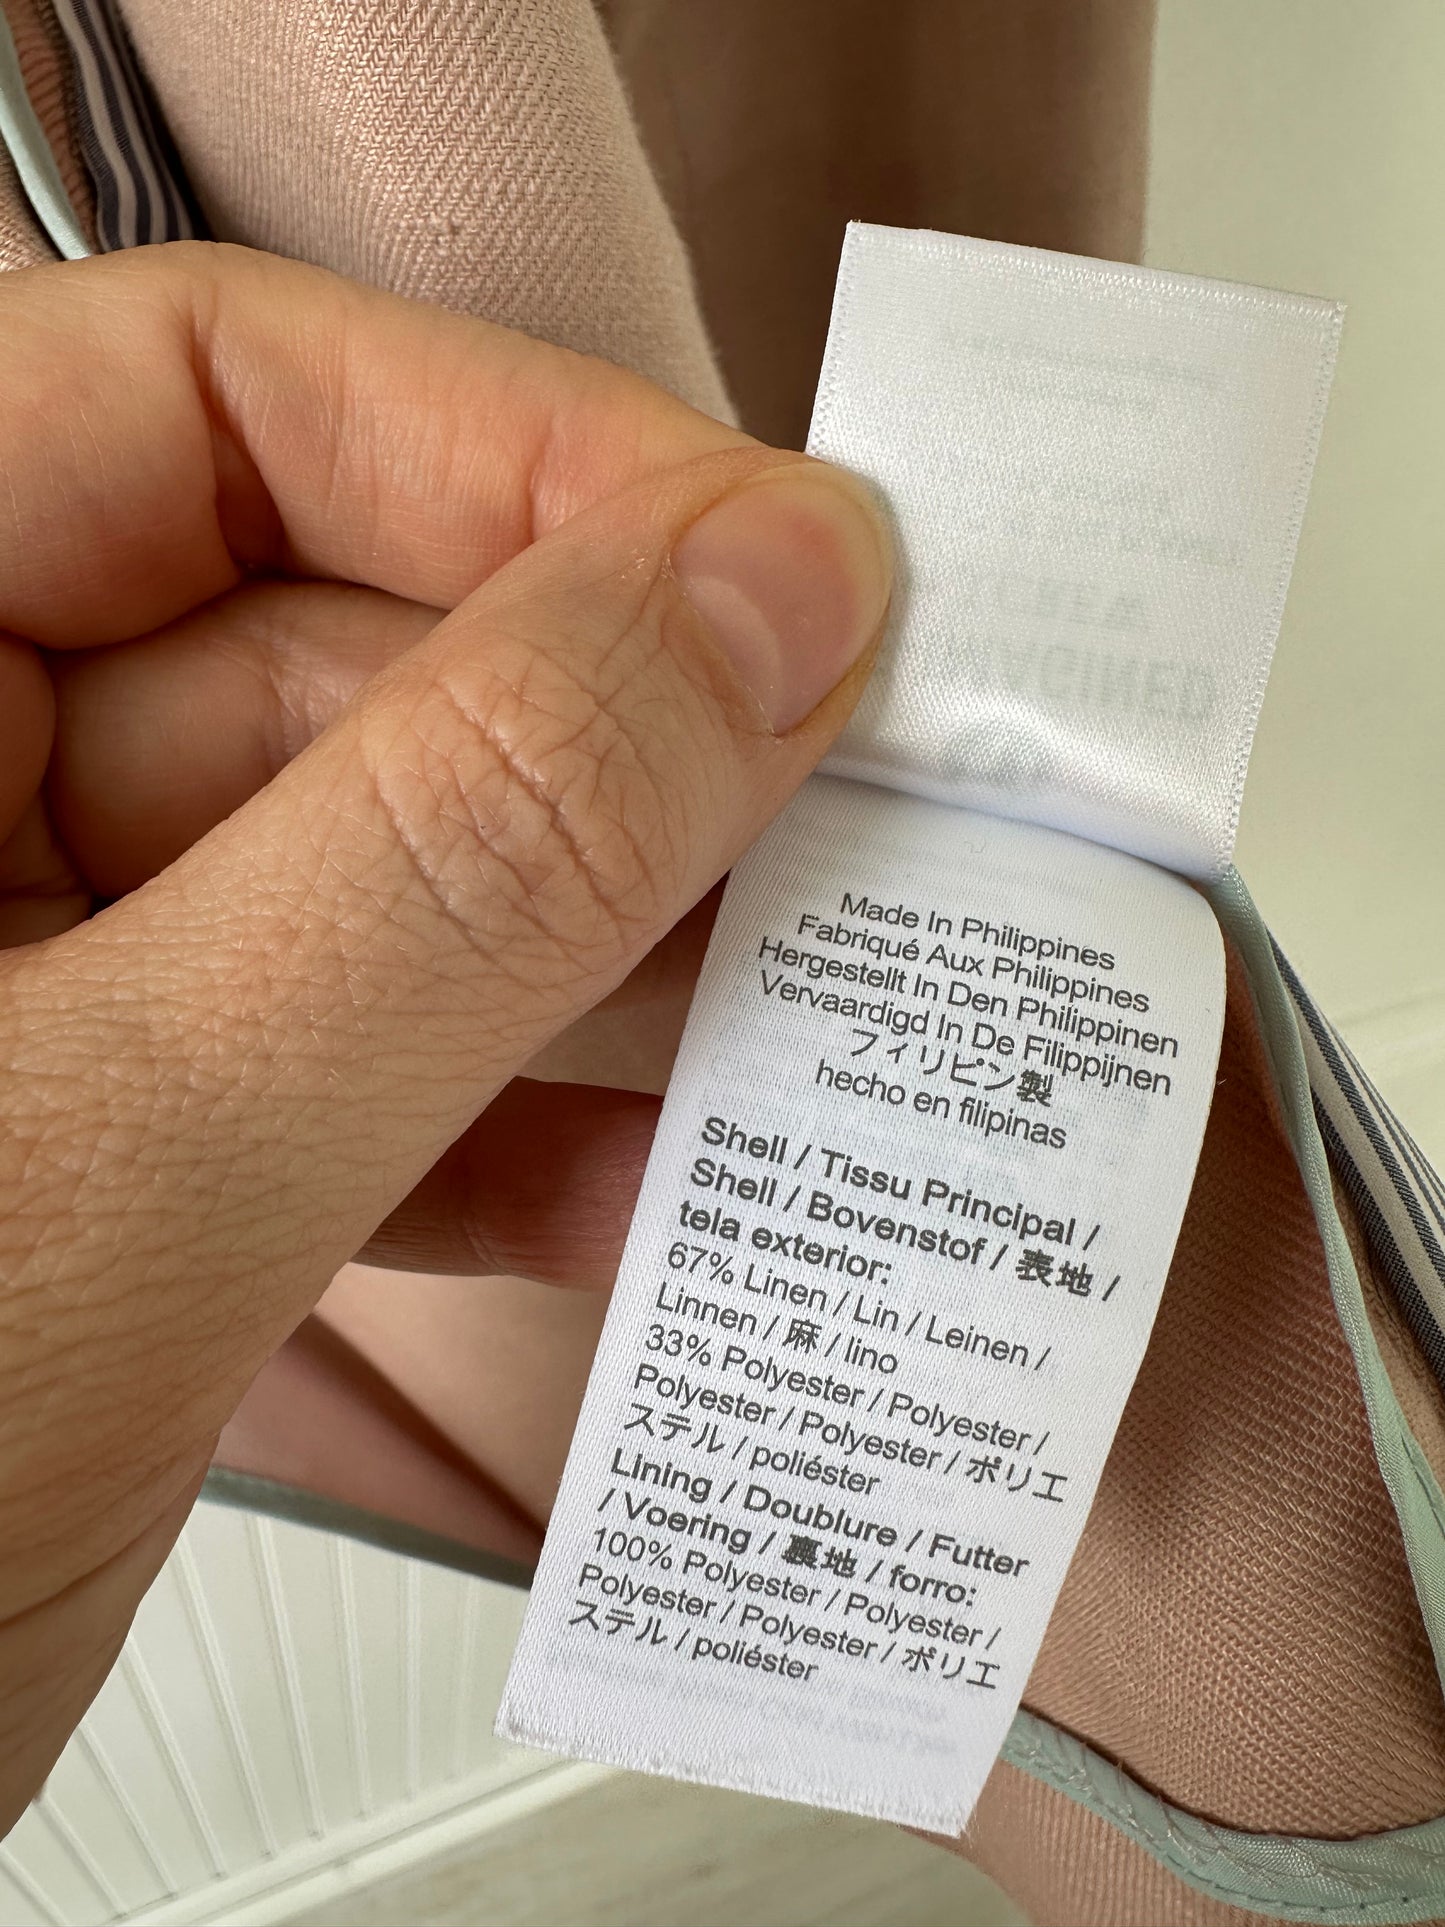 Made In Philippines
Fabriqué Aux Philippines
Hergestellt In Den Philippinen
Vervaardigd In De Filippijnen
フィリピン製
hecho en filipinas
Shell / Tissu Principal /
Shell / Bovenstof / 表地 /
tela exterior:
67% Linen / Lin / Leinen /
Linnen / 麻 / lino
33% Polyester / Polyester /
Polyester / Polyester / ポリエ
ステル / poliéster
Lining / Doublure / Futter
/ Voering / 裏地 / forro:
100% Polyester / Polyester /
Polyester / Polyester / ポリエ
ステル / poliéster